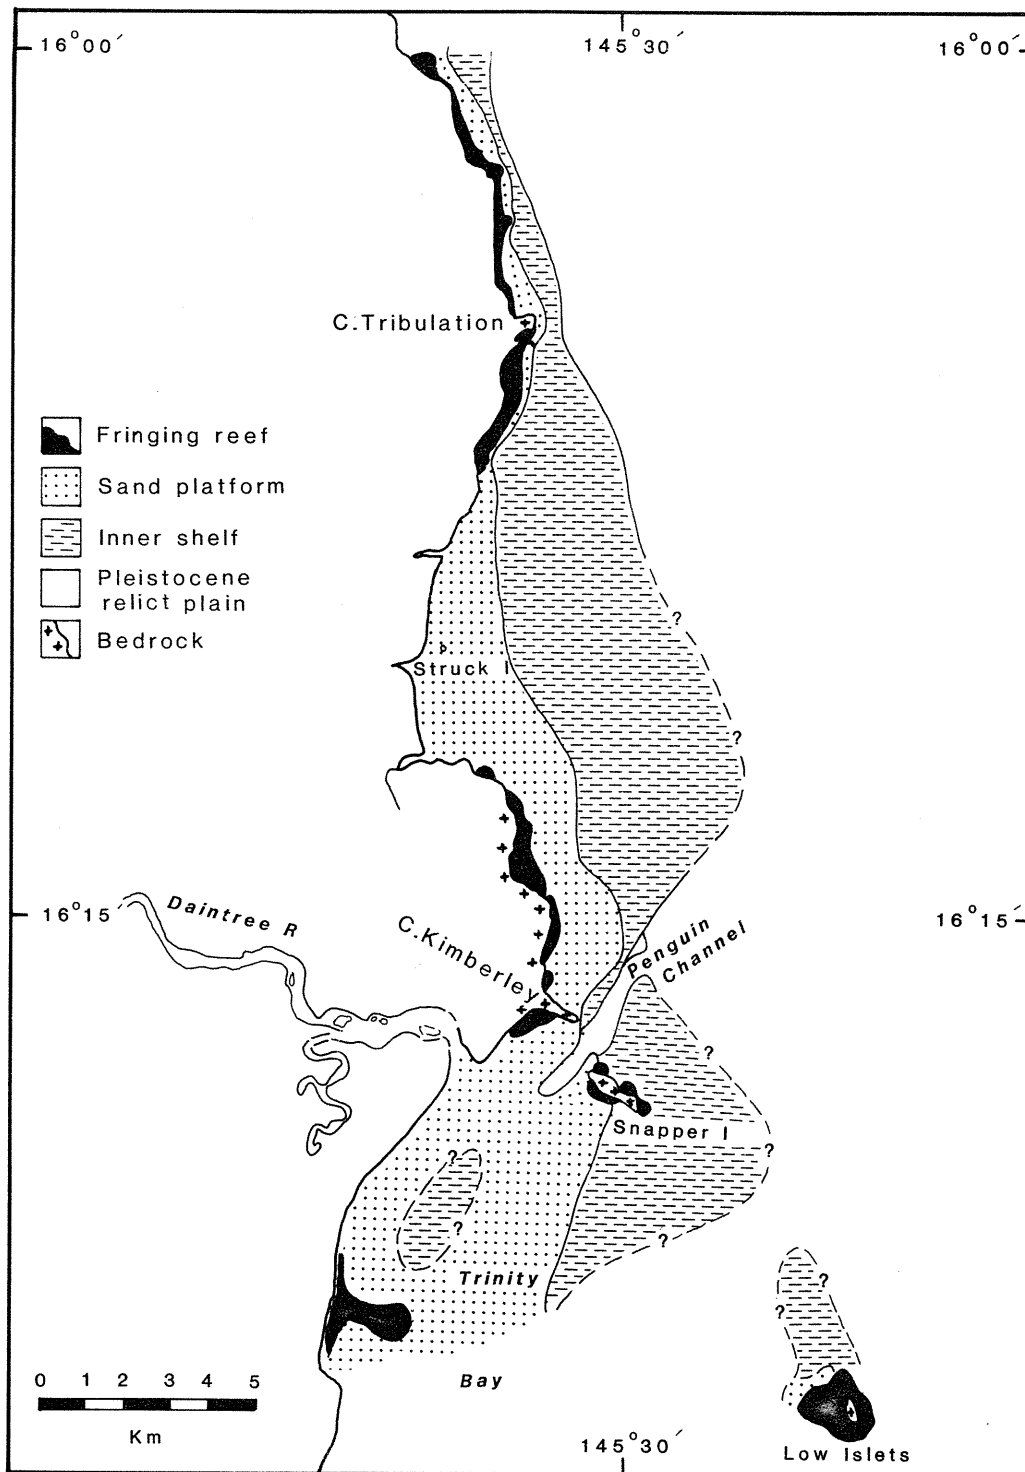 16°00′
145°30′
16°00′
C.Tribulation
Fringing reef
Sand platform
Inner shelf
Pleistocene
relict plain
Bedrock
?
Struck I
?
Daintree R
16°15
C.Kimberley
Penguin
Channel
16°15′
?
Snapper I
?
?
?
?
Trinity
?
?
0 1 2 3 4 5
Km
Bay
145°30′
Low Islets